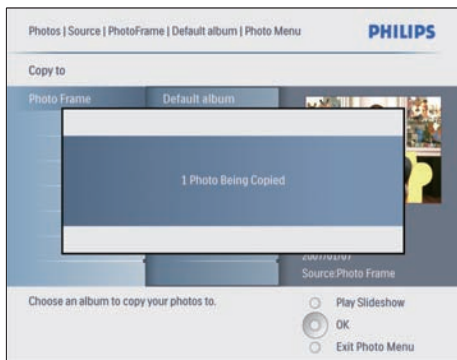 Photos | Source | PhotoFrame | Default album | Photo Menu
PHILIPS
Copy to
Photo Frame
Default album
1 Photo Being Copied
2007/01/07
Source:Photo Frame
Choose an album to copy your photos to.
Play Slideshow
OK
Exit Photo Menu